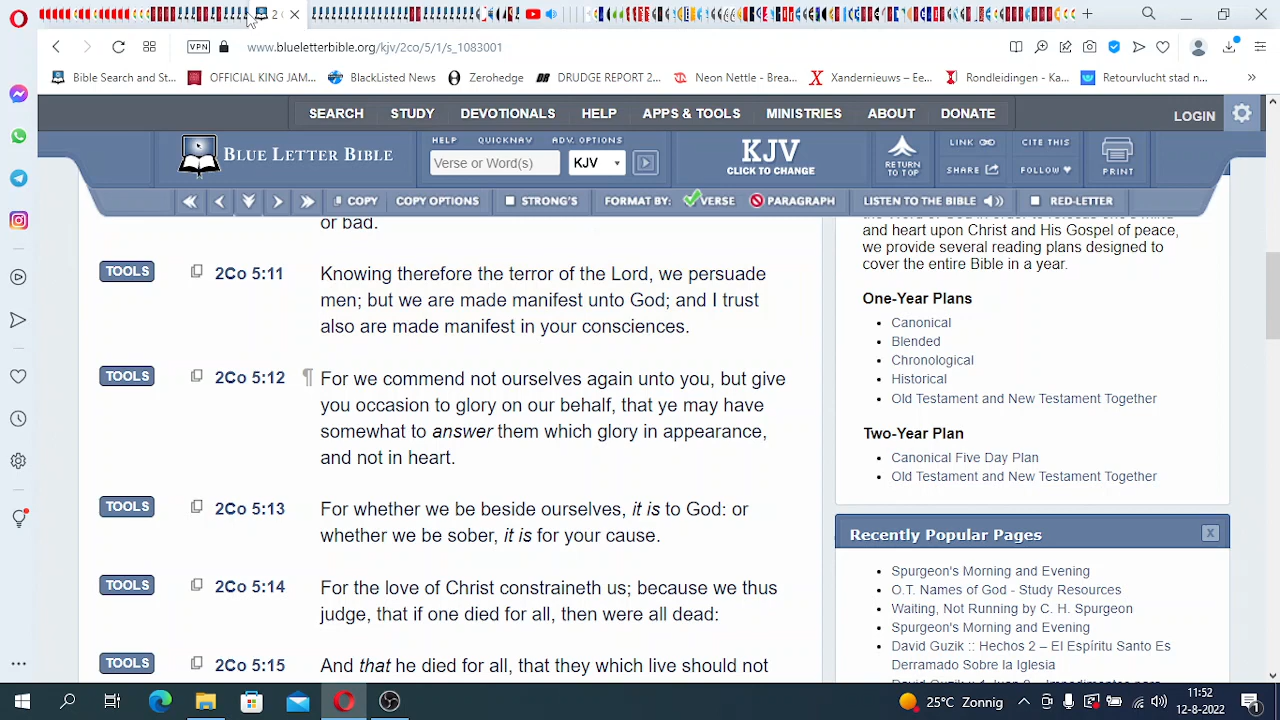 2
VPN
www.blueletterbible.org/kjv/2co/5/1/s_1083001
Bible Search and St...
OFFICIAL KING JAM...
BlackListed News
Zerohedge
DRUDGE REPORT 2...
Neon Nettle - Brea...
Xandernieuws – Ee...
Rondleidingen - Ka...
Retourvlucht stad n...
»
SEARCH
STUDY
DEVOTIONALS
HELP
APPS & TOOLS
MINISTRIES
ABOUT
DONATE
LOGIN
BLUE LETTER BIBLE
HELP
QUICKNAV
ADV. OPTIONS
Verse or Word(s)
KJV
KJV
CLICK TO CHANGE
RETURN
TO TOP
LINK
CITE THIS
SHARE
FOLLOW
PRINT
COPY
COPY OPTIONS
STRONG'S
FORMAT BY:
VERSE
PARAGRAPH
LISTEN TO THE BIBLE
RED-LETTER
or bad.
TOOLS
2Co 5:11
Knowing therefore the terror of the Lord, we persuade
men; but we are made manifest unto God; and I trust
also are made manifest in your consciences.
TOOLS
2Co 5:12
¶ For we commend not ourselves again unto you, but give
you occasion to glory on our behalf, that ye may have
somewhat to answer them which glory in appearance,
and not in heart.
TOOLS
2Co 5:13
For whether we be beside ourselves, it is to God: or
whether we be sober, it is for your cause.
TOOLS
2Co 5:14
For the love of Christ constraineth us; because we thus
judge, that if one died for all, then were all dead:
TOOLS
2Co 5:15
And that he died for all, that they which live should not
and heart upon Christ and His Gospel of peace,
we provide several reading plans designed to
cover the entire Bible in a year.
One-Year Plans
Canonical
Blended
Chronological
Historical
Old Testament and New Testament Together
Two-Year Plan
Canonical Five Day Plan
Old Testament and New Testament Together
Recently Popular Pages
X
Spurgeon's Morning and Evening
O.T. Names of God - Study Resources
Waiting, Not Running by C. H. Spurgeon
Spurgeon's Morning and Evening
David Guzik :: Hechos 2 – El Espíritu Santo Es
Derramado Sobre la Iglesia
25°C Zonnig
11:52
12-8-2022
1